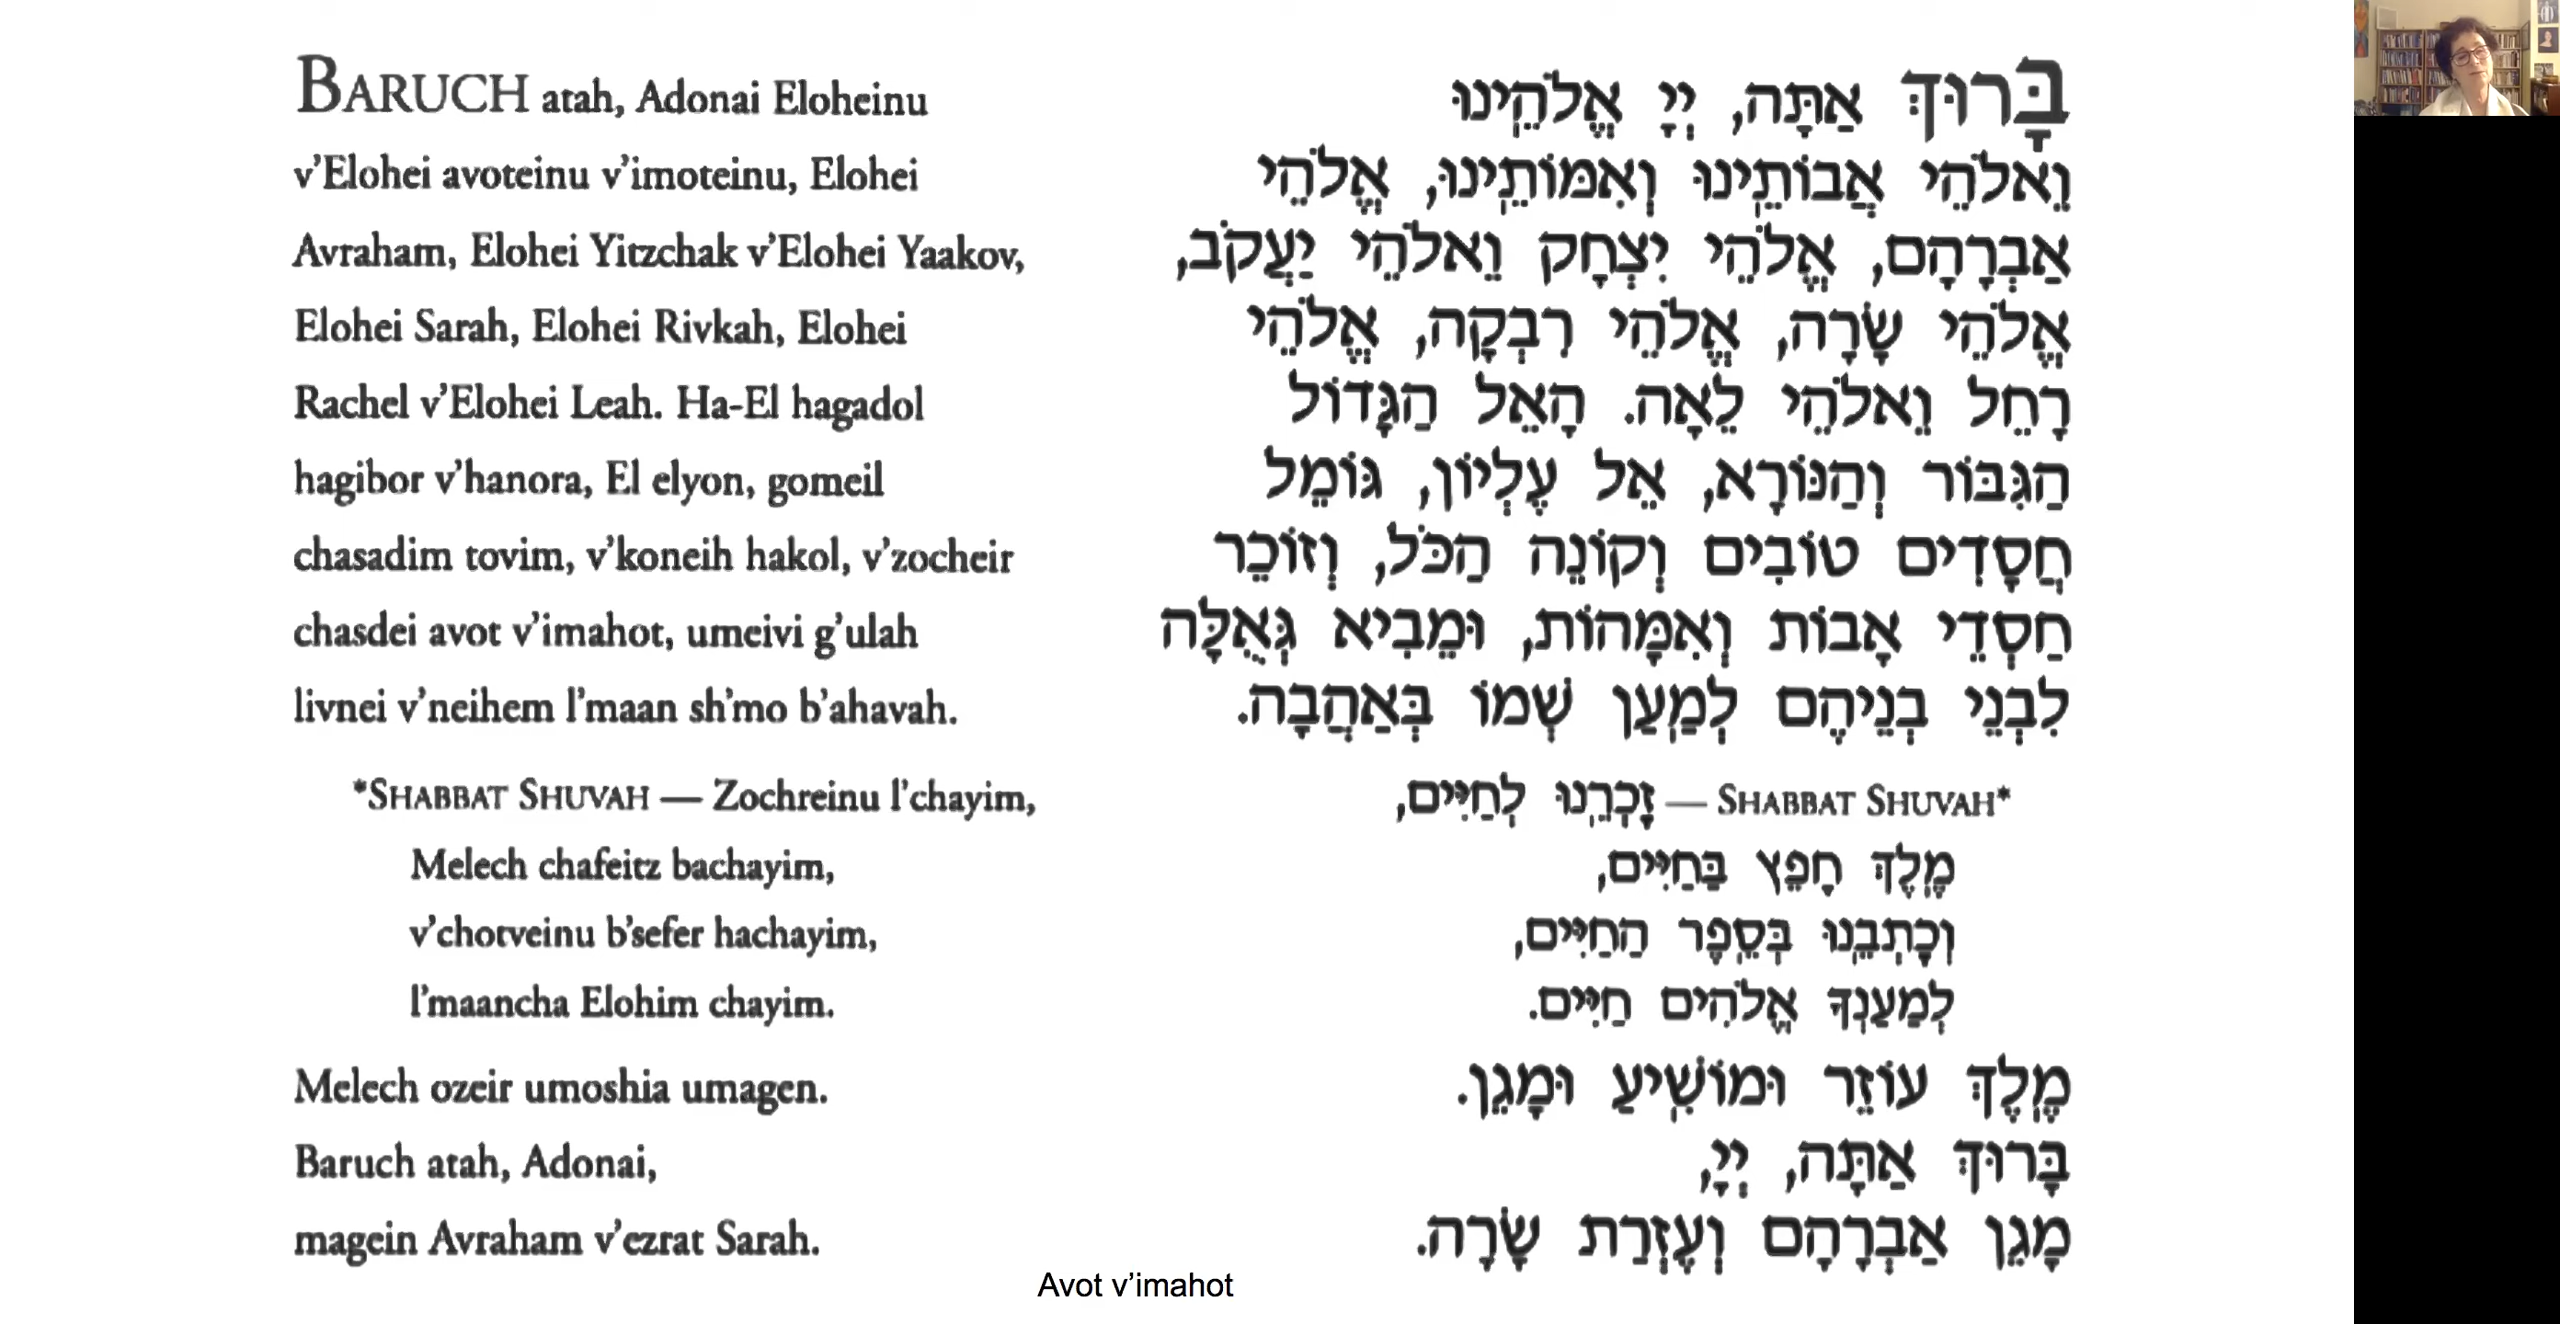 BARUCH atah, Adonai Eloheinu
v’Elohei avoteinu v’imoteinu, Elohei
Avraham, Elohei Yitzchak v’Elohei Yaakov,
Elohei Sarah, Elohei Rivkah, Elohei
Rachel v’Elohei Leah. Ha-El hagadol
hagibor v’hanora, El elyon, gomeil
chasadim tovim, v’koneih hakol, v’zocheir
chasdei avot v’imahot, umeivi g’ulah
livnei v’neihem l’maan sh’mo b’ahavah.
*SHABBAT SHUVAH — Zochreinu l’chayim,
Melech chafeitz bachayim,
v’chotveinu b’sefer hachayim,
l’maancha Elohim chayim.
Melech ozeir umoshia umagen.
Baruch atah, Adonai,
magein Avraham v’ezrat Sarah.
בָּרוּךְ אַתָּה, יְיָ אֱלֹהֵינוּ
וֵאלֹהֵי אֲבוֹתֵינוּ וְאִמּוֹתֵינוּ, אֱלֹהֵי
אַבְרָהָם, אֱלֹהֵי יִצְחָק וֵאלֹהֵי יַעֲקֹב,
אֱלֹהֵי שָׂרָה, אֱלֹהֵי רִבְקָה, אֱלֹהֵי
רָחֵל וֵאלֹהֵי לֵאָה. הָאֵל הַגָּדוֹל
הַגִּבּוֹר וְהַנּוֹרָא, אֵל עֶלְיוֹן, גּוֹמֵל
חֲסָדִים טוֹבִים וְקוֹנֵה הַכֹּל, וְזוֹכֵר
חַסְדֵי אָבוֹת וְאִמָּהוֹת, וּמֵבִיא גְּאֻלָּה
לִבְנֵי בְנֵיהֶם לְמַעַן שְׁמוֹ בְּאַהֲבָה.
*SHABBAT SHUVAH — זָכְרֵנוּ לְחַיִּים,
מֶלֶךְ חָפֵץ בַּחַיִּים,
וְכָתְבֵנוּ בְּסֵפֶר הַחַיִּים,
לְמַעַנְךָ אֱלֹהִים חַיִּים.
מֶלֶךְ עוֹזֵר וּמוֹשִׁיעַ וּמָגֵן.
בָּרוּךְ אַתָּה, יְיָ,
מָגֵן אַבְרָהָם וְעֶזְרַת שָׂרָה.
Avot v’imahot